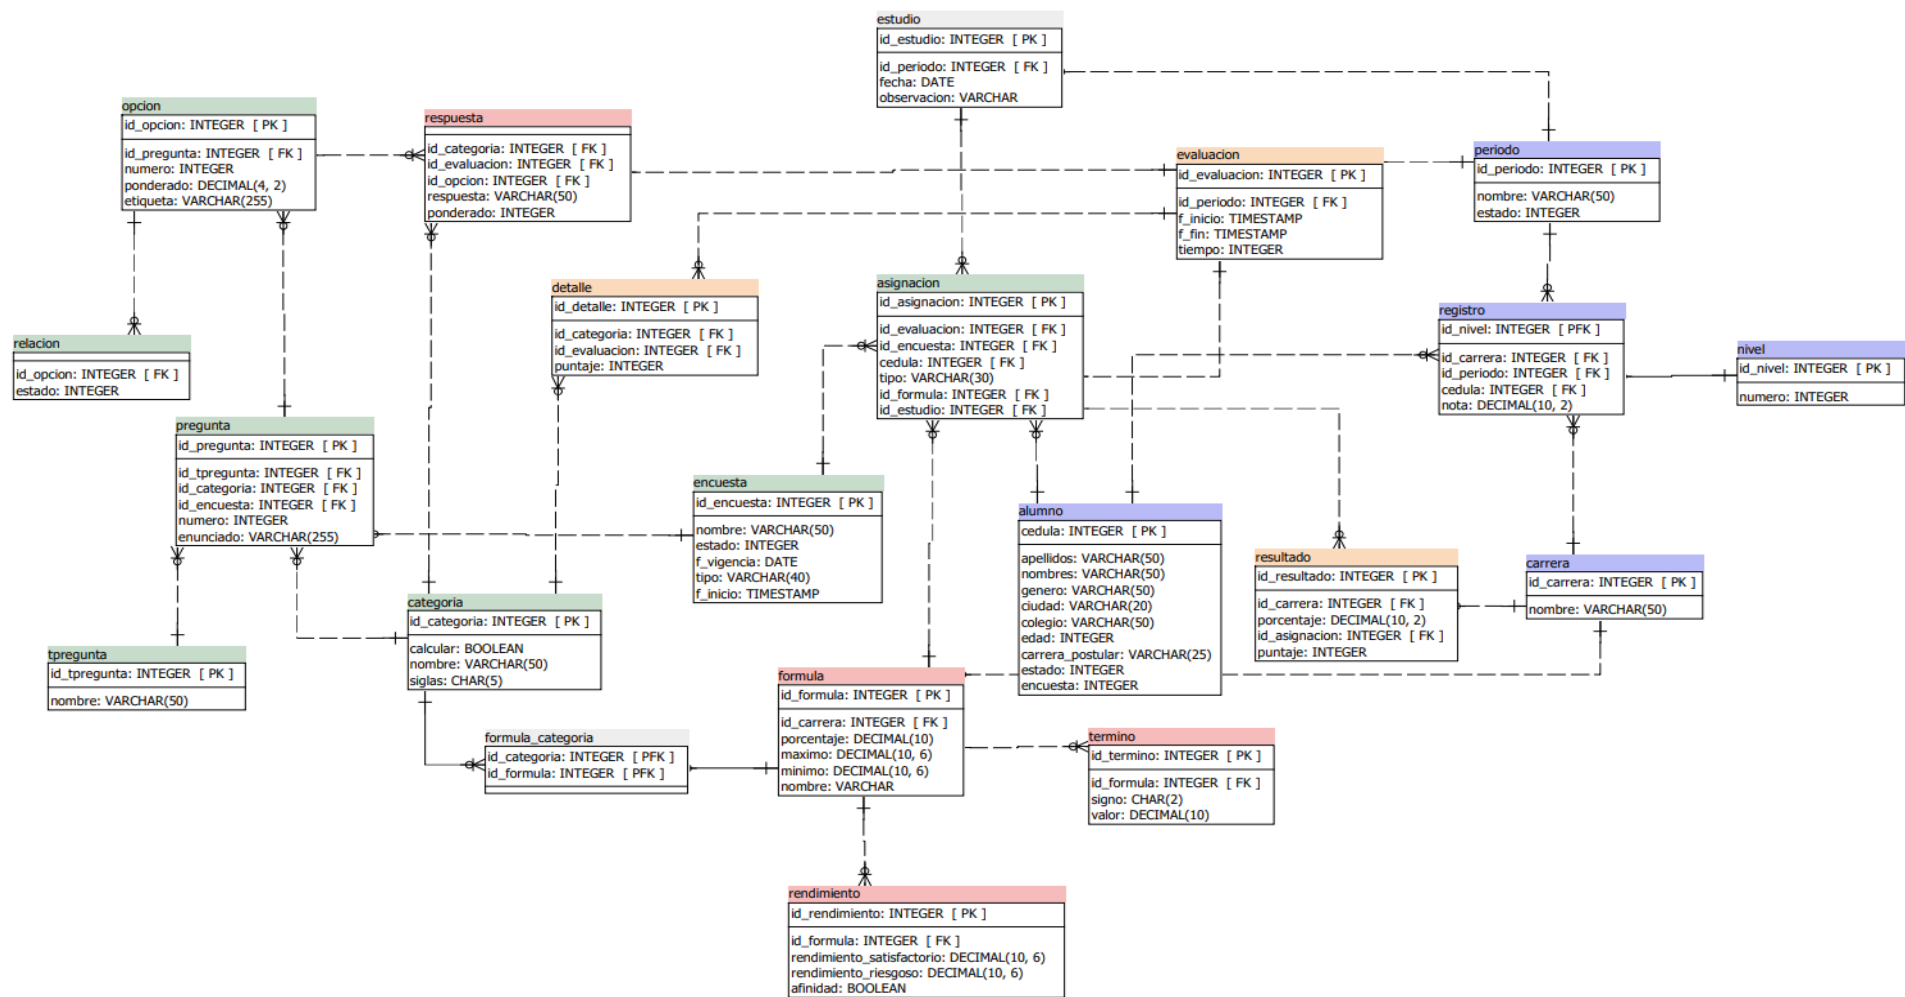 estudio
id_estudio: INTEGER [ PK ]
id_periodo: INTEGER [ FK ]
fecha: DATE
observacion: VARCHAR
opcion
id_opcion: INTEGER [ PK ]
id_pregunta: INTEGER [ FK ]
numero: INTEGER
ponderado: DECIMAL(4, 2)
etiqueta: VARCHAR(255)
respuesta
id_categoria: INTEGER [ FK ]
id_evaluacion: INTEGER [ FK ]
id_opcion: INTEGER [ FK ]
respuesta: VARCHAR(50)
ponderado: INTEGER
evaluacion
id_evaluacion: INTEGER [ PK ]
id_periodo: INTEGER [ FK ]
f_inicio: TIMESTAMP
f_fin: TIMESTAMP
tiempo: INTEGER
periodo
id_periodo: INTEGER [ PK ]
nombre: VARCHAR(50)
estado: INTEGER
detalle
id_detalle: INTEGER [ PK ]
id_categoria: INTEGER [ FK ]
id_evaluacion: INTEGER [ FK ]
puntaje: INTEGER
asignacion
id_asignacion: INTEGER [ PK ]
id_evaluacion: INTEGER [ FK ]
id_encuesta: INTEGER [ FK ]
cedula: INTEGER [ FK ]
tipo: VARCHAR(30)
id_formula: INTEGER [ FK ]
id_estudio: INTEGER [ FK ]
registro
id_nivel: INTEGER [ PFK ]
id_carrera: INTEGER [ FK ]
id_periodo: INTEGER [ FK ]
cedula: INTEGER [ FK ]
nota: DECIMAL(10, 2)
nivel
id_nivel: INTEGER [ PK ]
numero: INTEGER
relacion
id_opcion: INTEGER [ FK ]
estado: INTEGER
pregunta
id_pregunta: INTEGER [ PK ]
id_tpregunta: INTEGER [ FK ]
id_categoria: INTEGER [ FK ]
id_encuesta: INTEGER [ FK ]
numero: INTEGER
enunciado: VARCHAR(255)
encuesta
id_encuesta: INTEGER [ PK ]
nombre: VARCHAR(50)
estado: INTEGER
f_vigencia: DATE
tipo: VARCHAR(40)
f_inicio: TIMESTAMP
alumno
cedula: INTEGER [ PK ]
apellidos: VARCHAR(50)
nombres: VARCHAR(50)
genero: VARCHAR(50)
ciudad: VARCHAR(20)
colegio: VARCHAR(50)
edad: INTEGER
carrera_postular: VARCHAR(25)
estado: INTEGER
encuesta: INTEGER
resultado
id_resultado: INTEGER [ PK ]
id_carrera: INTEGER [ FK ]
porcentaje: DECIMAL(10, 2)
id_asignacion: INTEGER [ FK ]
puntaje: INTEGER
carrera
id_carrera: INTEGER [ PK ]
nombre: VARCHAR(50)
categoria
id_categoria: INTEGER [ PK ]
calcular: BOOLEAN
nombre: VARCHAR(50)
siglas: CHAR(5)
tpregunta
id_tpregunta: INTEGER [ PK ]
nombre: VARCHAR(50)
formula
id_formula: INTEGER [ PK ]
id_carrera: INTEGER [ FK ]
porcentaje: DECIMAL(10)
maximo: DECIMAL(10, 6)
minimo: DECIMAL(10, 6)
nombre: VARCHAR
formula_categoria
id_categoria: INTEGER [ PFK ]
id_formula: INTEGER [ PFK ]
termino
id_termino: INTEGER [ PK ]
id_formula: INTEGER [ FK ]
signo: CHAR(2)
valor: DECIMAL(10)
rendimiento
id_rendimiento: INTEGER [ PK ]
id_formula: INTEGER [ FK ]
rendimiento_satisfactorio: DECIMAL(10, 6)
rendimiento_riesgoso: DECIMAL(10, 6)
afinidad: BOOLEAN